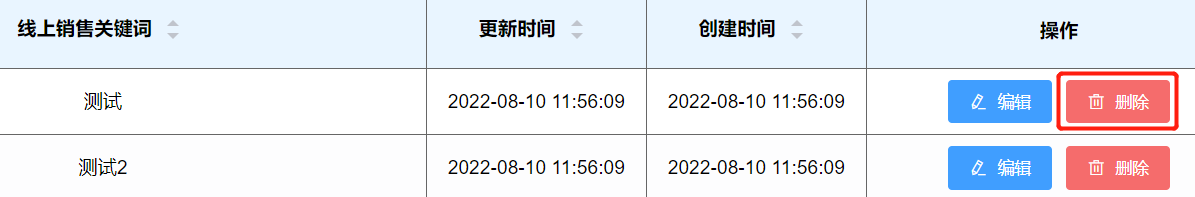 线上销售关键词 更新时间 创建时间 操作
测试 2022-08-10 11:56:09 2022-08-10 11:56:09 编辑 删除
测试2 2022-08-10 11:56:09 2022-08-10 11:56:09 编辑 删除